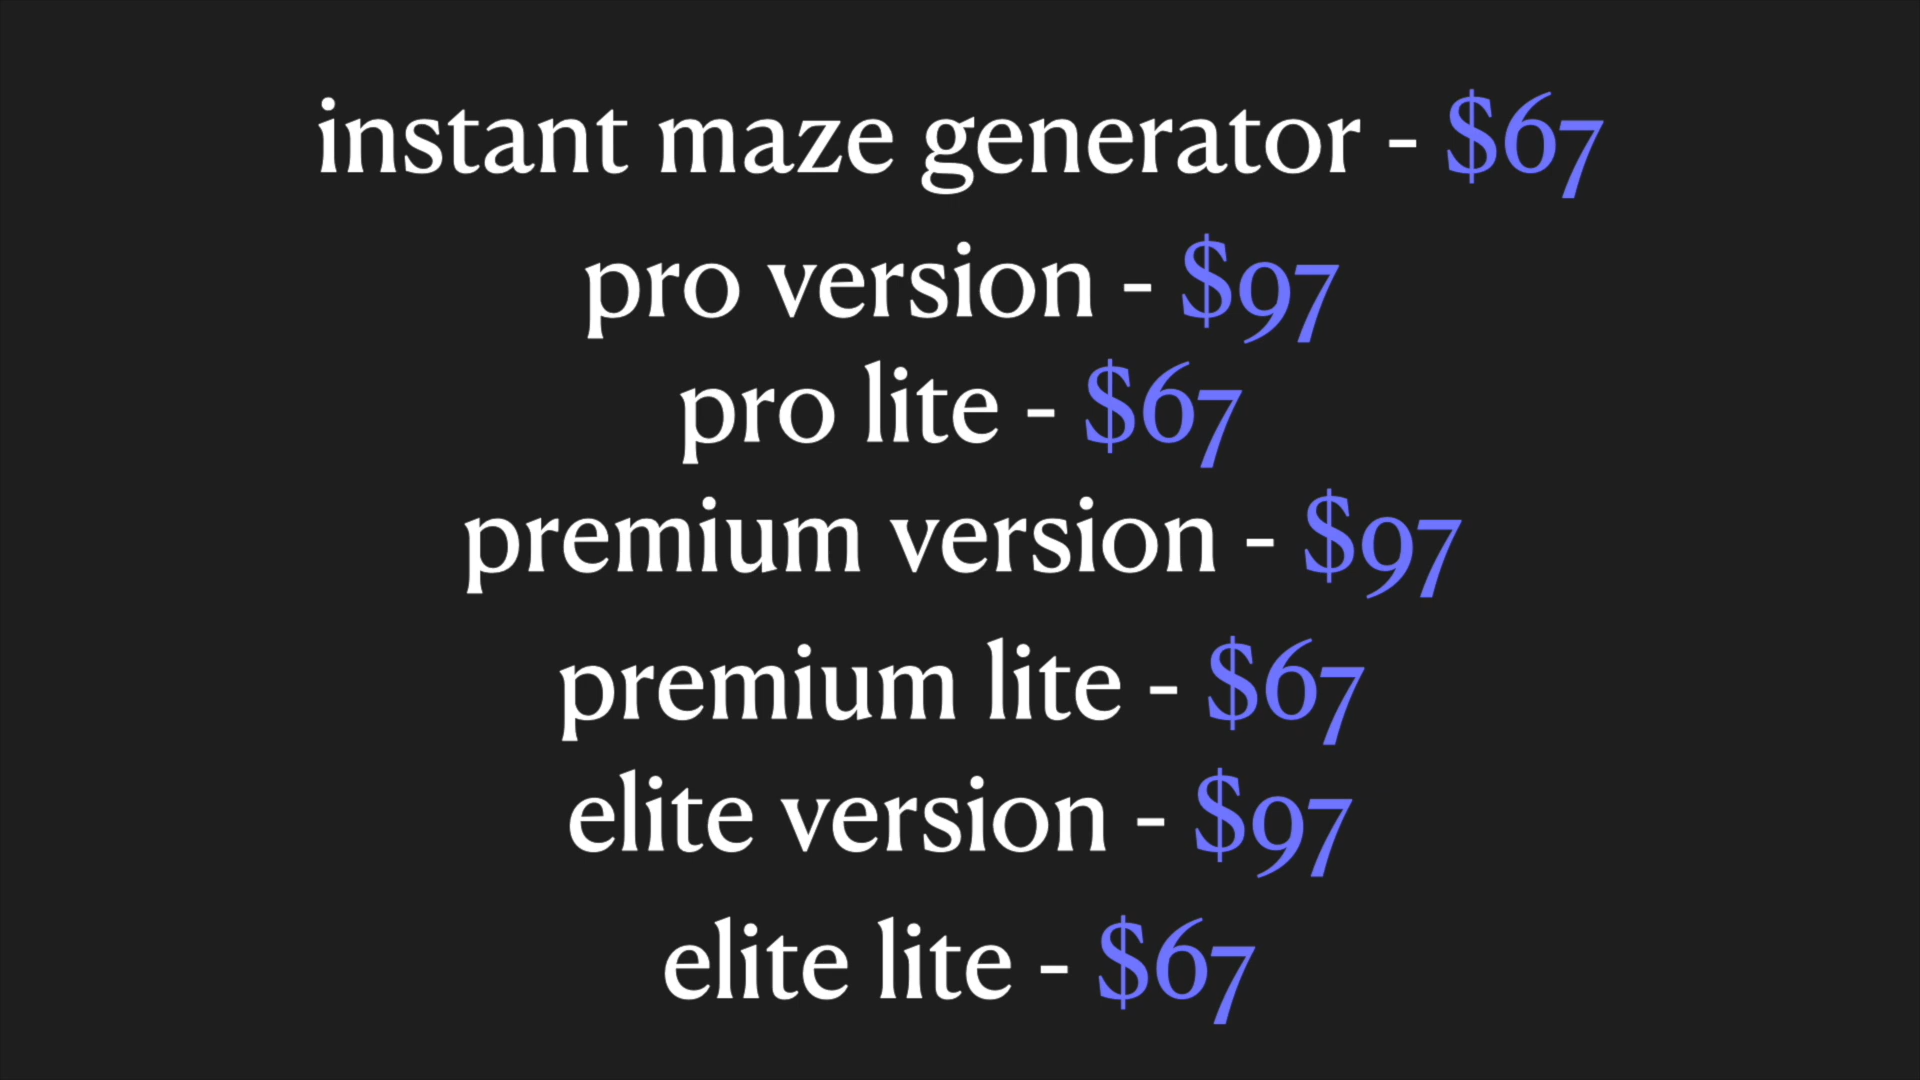 instant maze generator - $67
pro version - $97
pro lite - $67
premium version - $97
premium lite - $67
elite version - $97
elite lite - $67